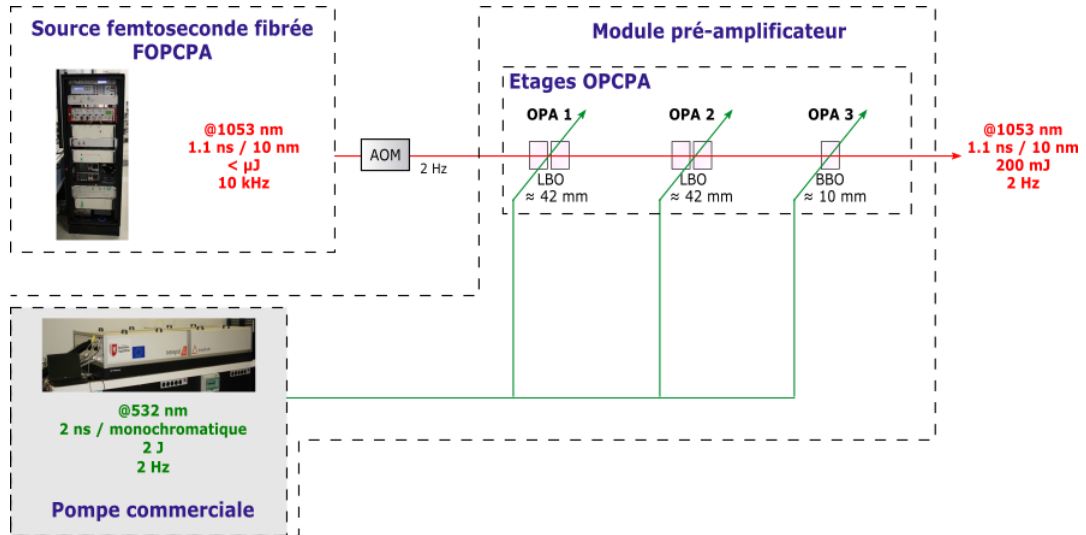 Source femtoseconde fibrée
FOPCPA
@1053 nm
1.1 ns / 10 nm
< µJ
10 kHz
AOM
2 Hz
Module pré-amplificateur
Etages OPCPA
OPA 1
OPA 2
OPA 3
LBO
≈ 42 mm
LBO
≈ 42 mm
BBO
≈ 10 mm
@1053 nm
1.1 ns / 10 nm
200 mJ
2 Hz
@532 nm
2 ns / monochromatique
2 J
2 Hz
Pompe commerciale